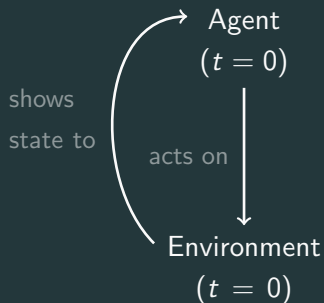 Agent
(t = 0)
shows
state to
acts on
Environment
(t = 0)